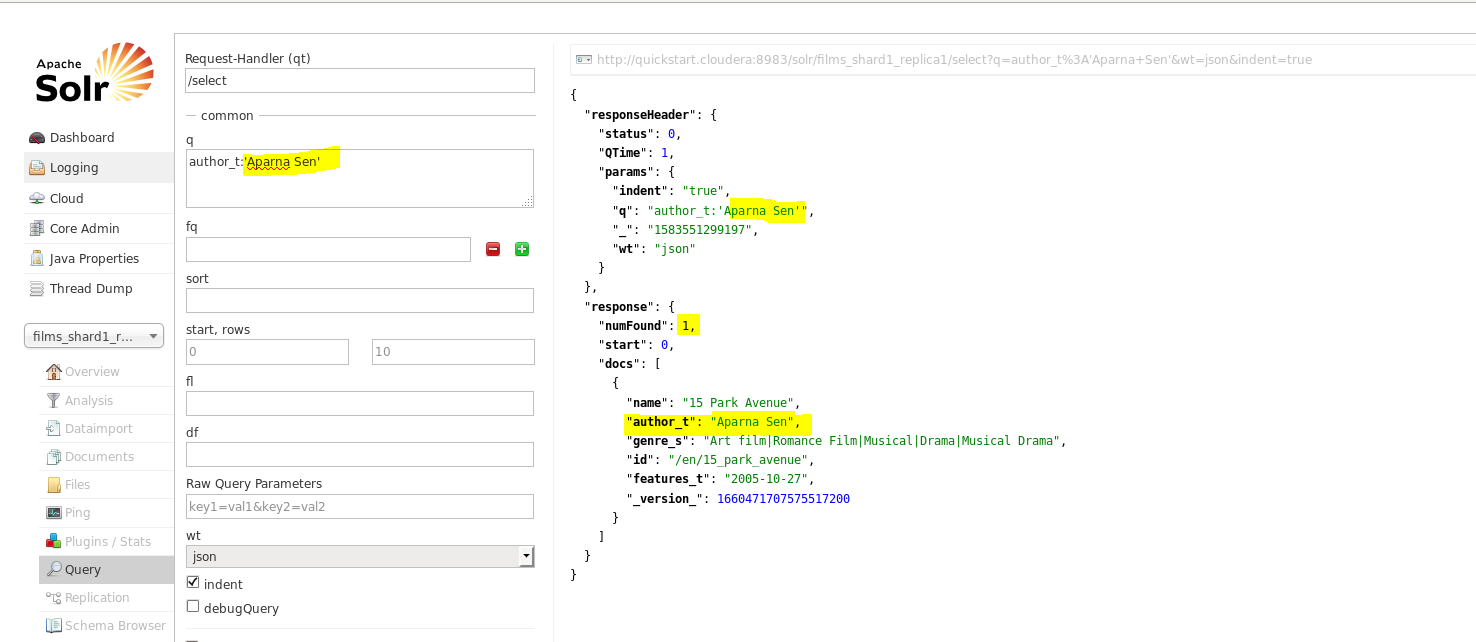 Apache
Solr
Dashboard
Logging
Cloud
Core Admin
Java Properties
Thread Dump
films_shard1_r...
Overview
Analysis
Dataimport
Documents
Files
Ping
Plugins / Stats
Query
Replication
Schema Browser
Request-Handler (qt)
/select
common
q
author_t:'Aparna Sen'
fq
sort
start, rows
0 10
fl
df
Raw Query Parameters
key1=val1&key2=val2
wt
json
indent
debugQuery
http://quickstart.cloudera:8983/solr/films_shard1_replica1/select?q=author_t%3A'Aparna+Sen'&wt=json&indent=true
{
"responseHeader": {
"status": 0,
"QTime": 1,
"params": {
"indent": "true",
"q": "author_t:'Aparna Sen'",
"_": "1583551299197",
"wt": "json"
}
},
"response": {
"numFound": 1,
"start": 0,
"docs": [
{
"name": "15 Park Avenue",
"author_t": "Aparna Sen",
"genre_s": "Art film|Romance Film|Musical|Drama|Musical Drama",
"id": "/en/15_park_avenue",
"features_t": "2005-10-27",
"_version_": 1660471707575517200
}
]
}
}